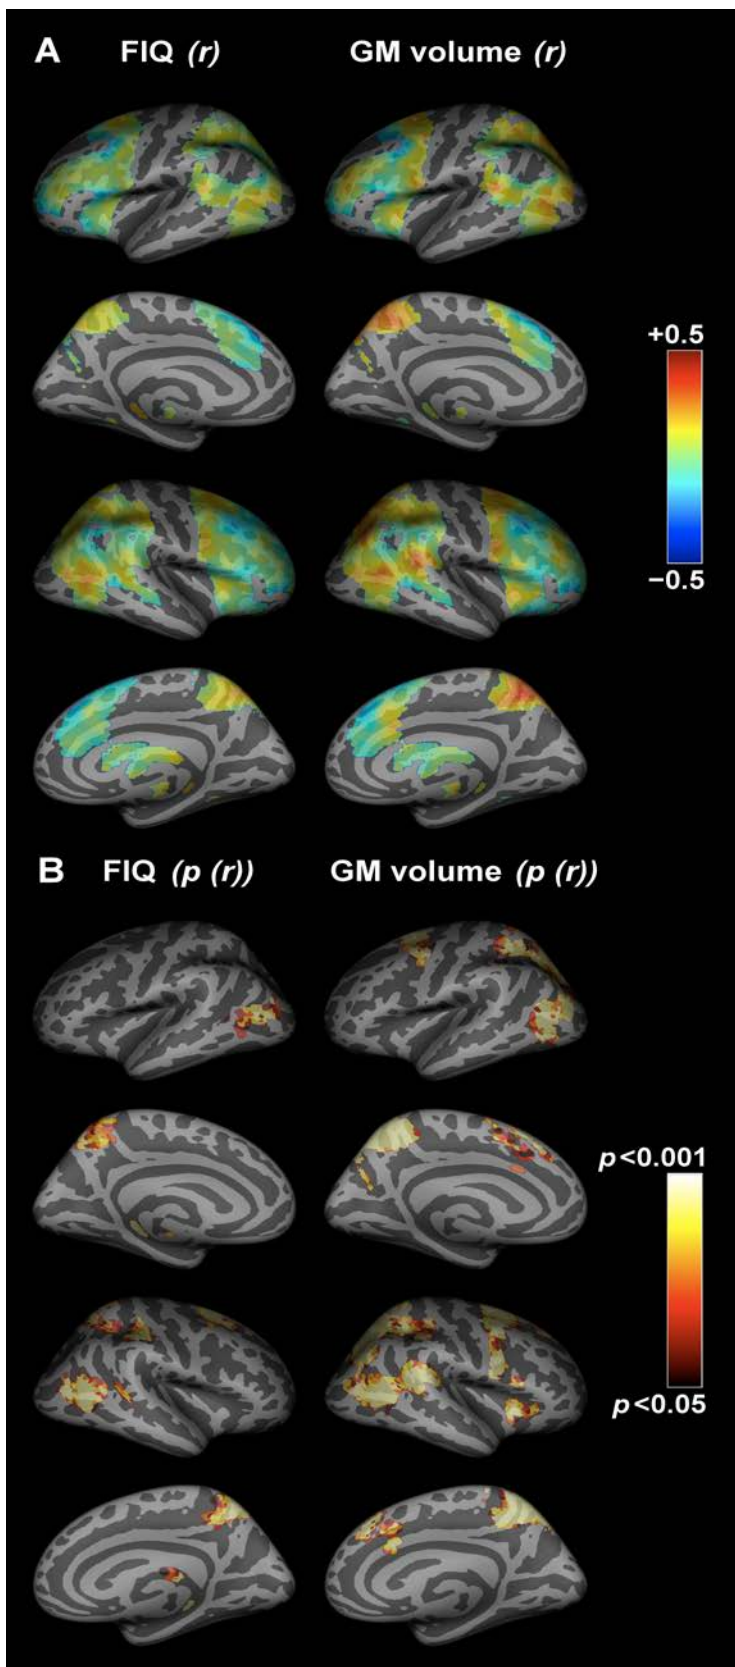 A FIQ (r) GM volume (r)
+0.5
−0.5
B FIQ (p (r)) GM volume (p (r))
p<0.001
p<0.05